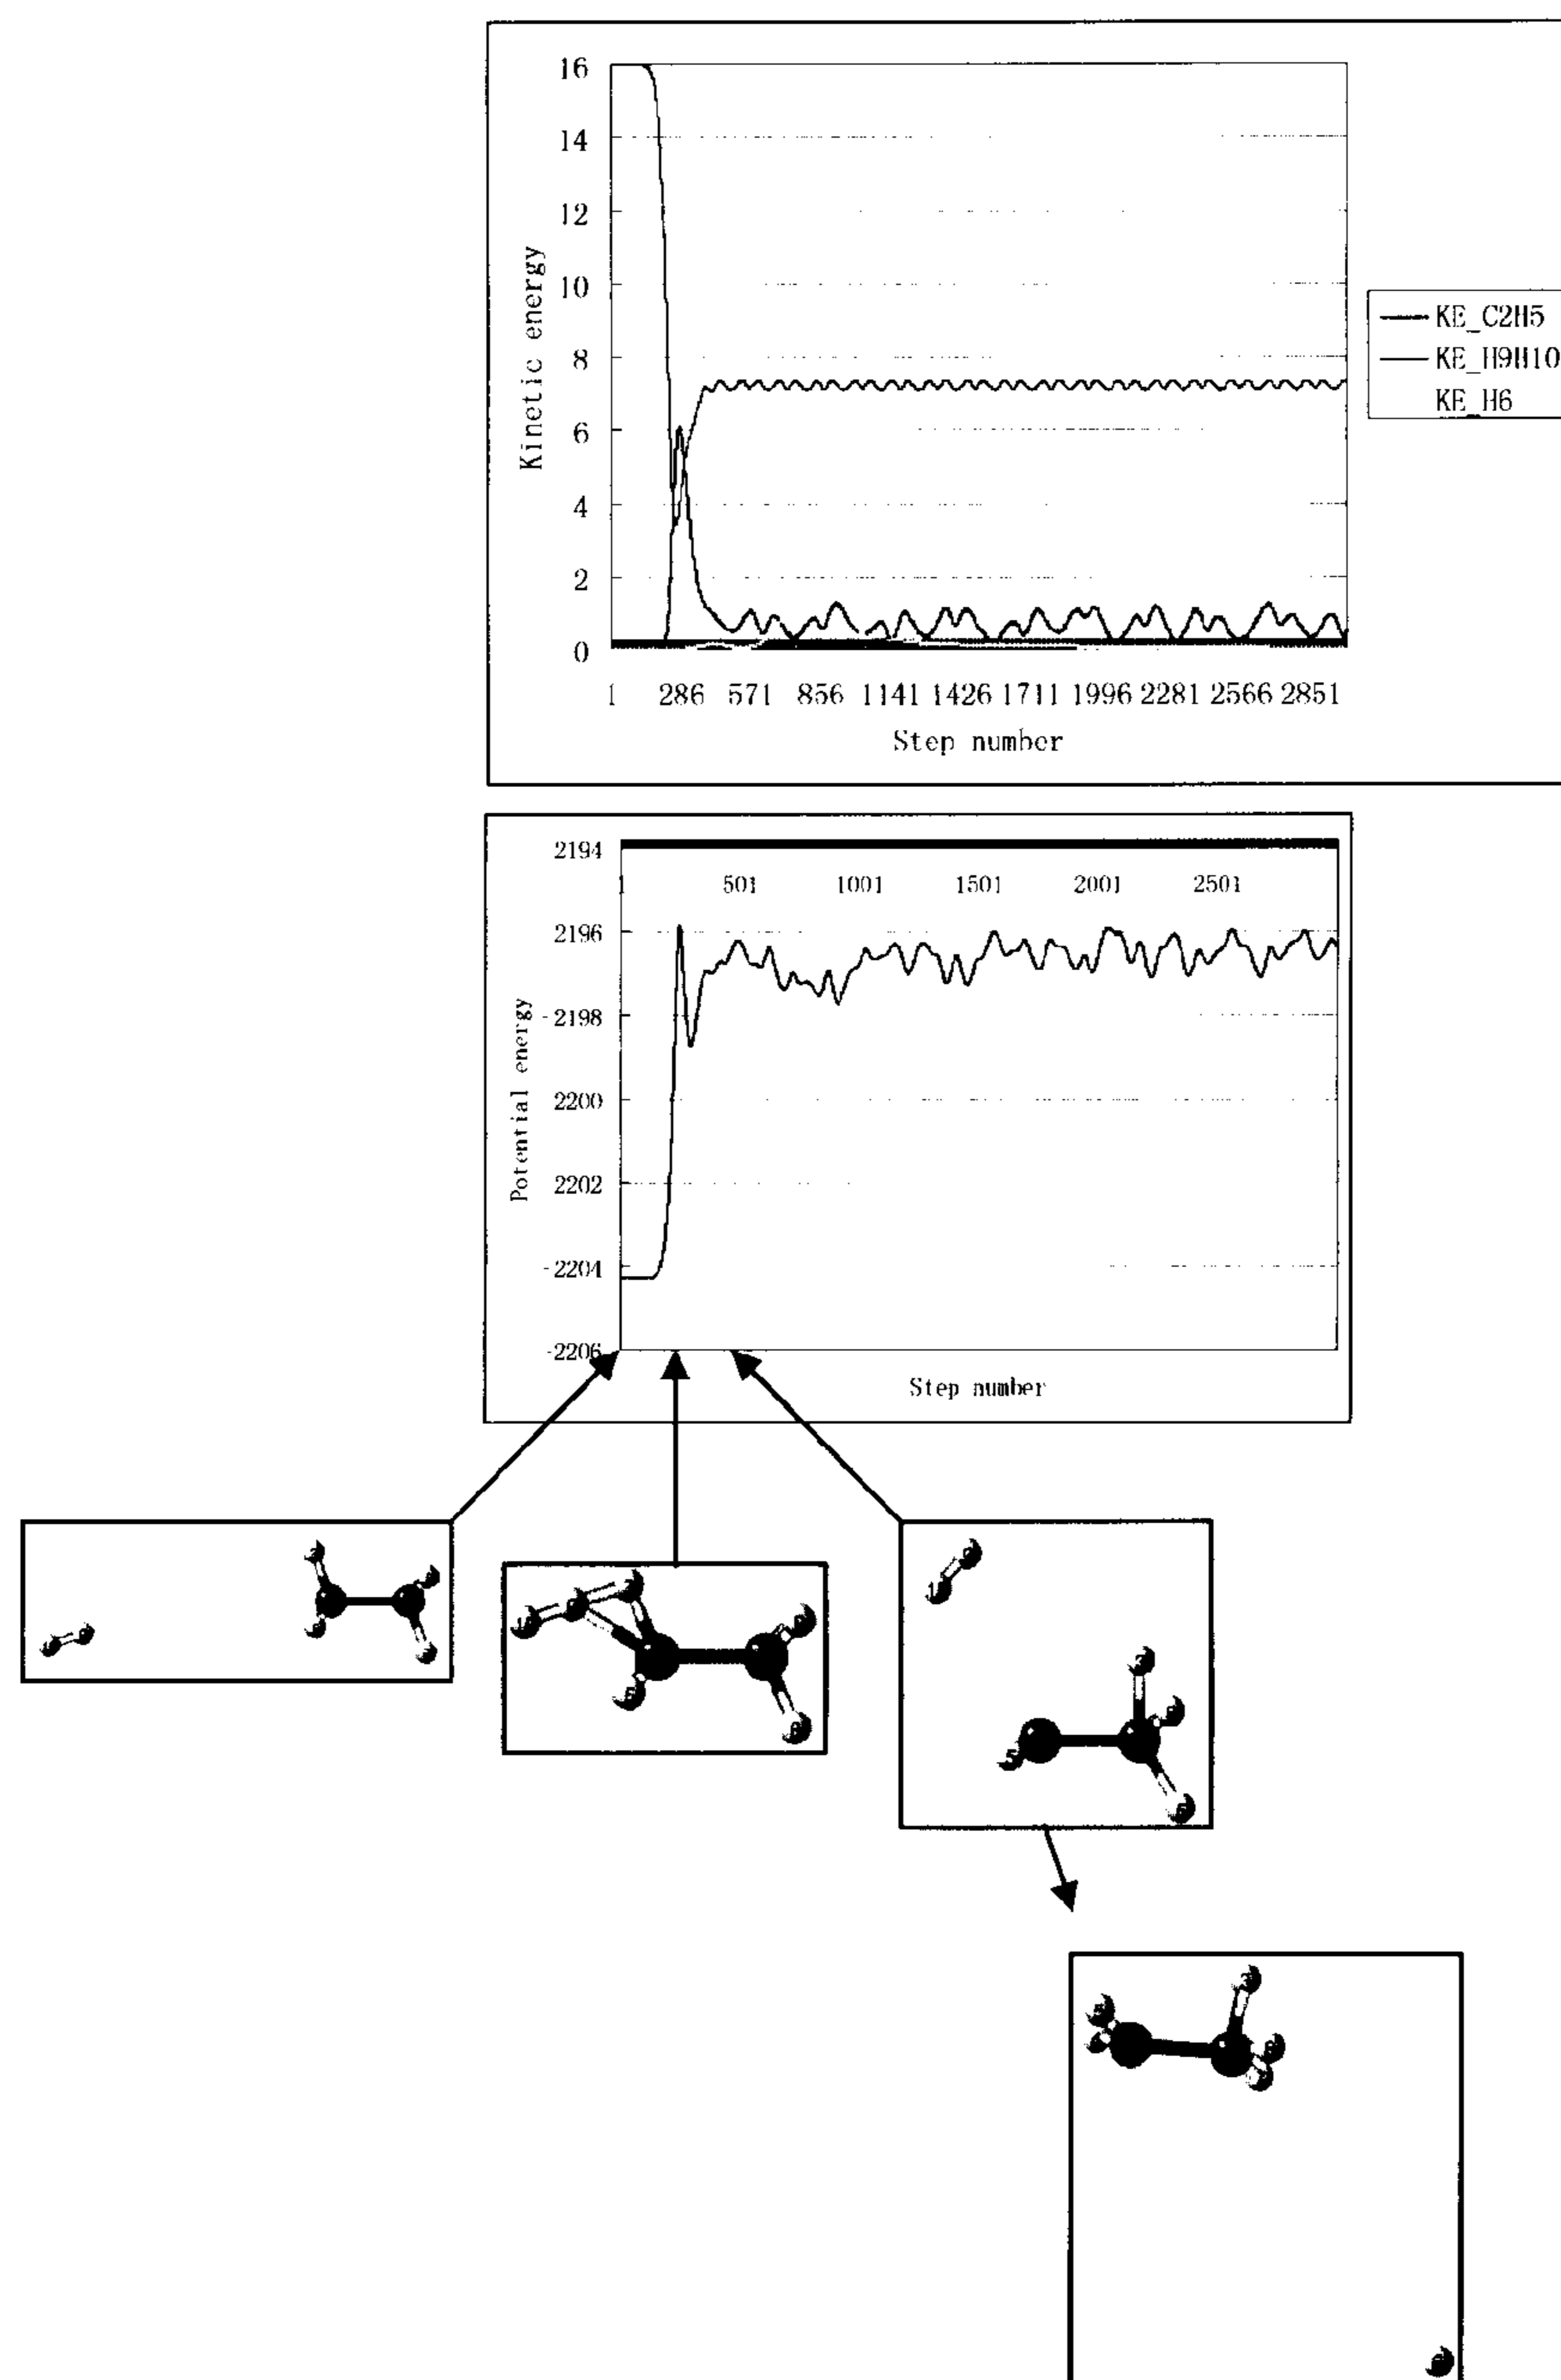 16
14
12
10
8
6
4
2
0
Kinetic energy
1 286 571 856 1141 1426 1711 1996 2281 2566 2851
Step number
KE_C2H5
KE_H9H10
KE_H6
2194
1 501 1001 1501 2001 2501
2196
-2198
2200
2202
-2204
-2206
Potential energy
Step number